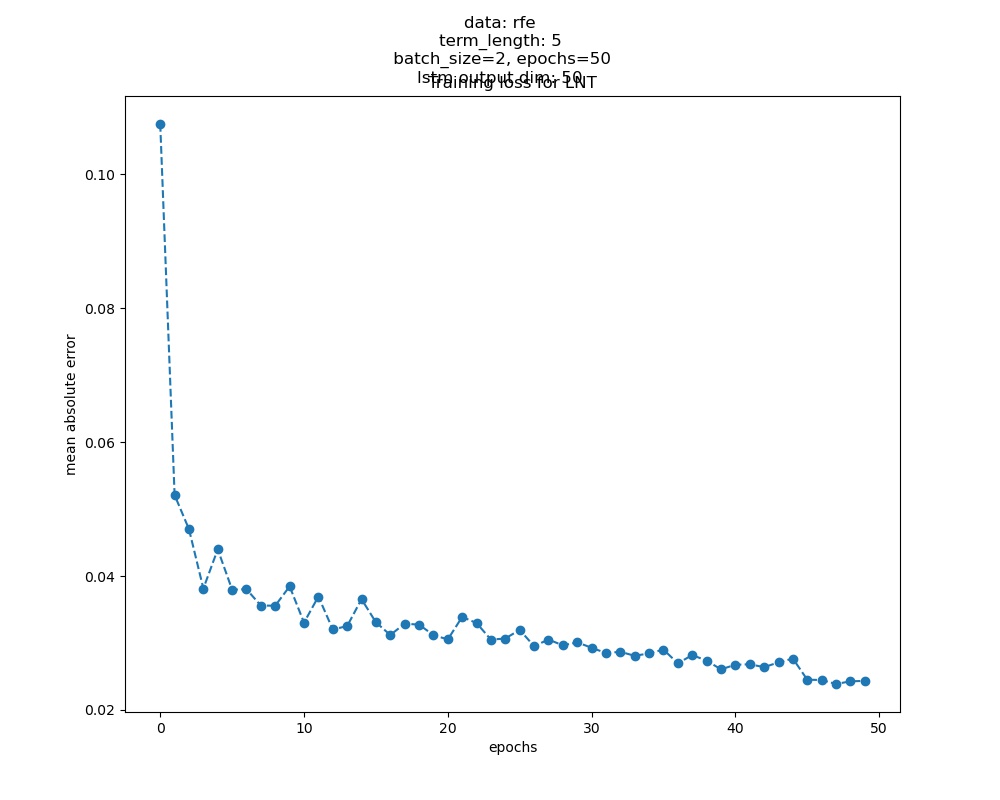 data: rfe
term_length: 5
batch_size=2, epochs=50
lstm output dim: 50
Training loss for LNT
0.10
0.08
0.06
0.04
0.02
mean absolute error
0
10
20
30
40
50
epochs